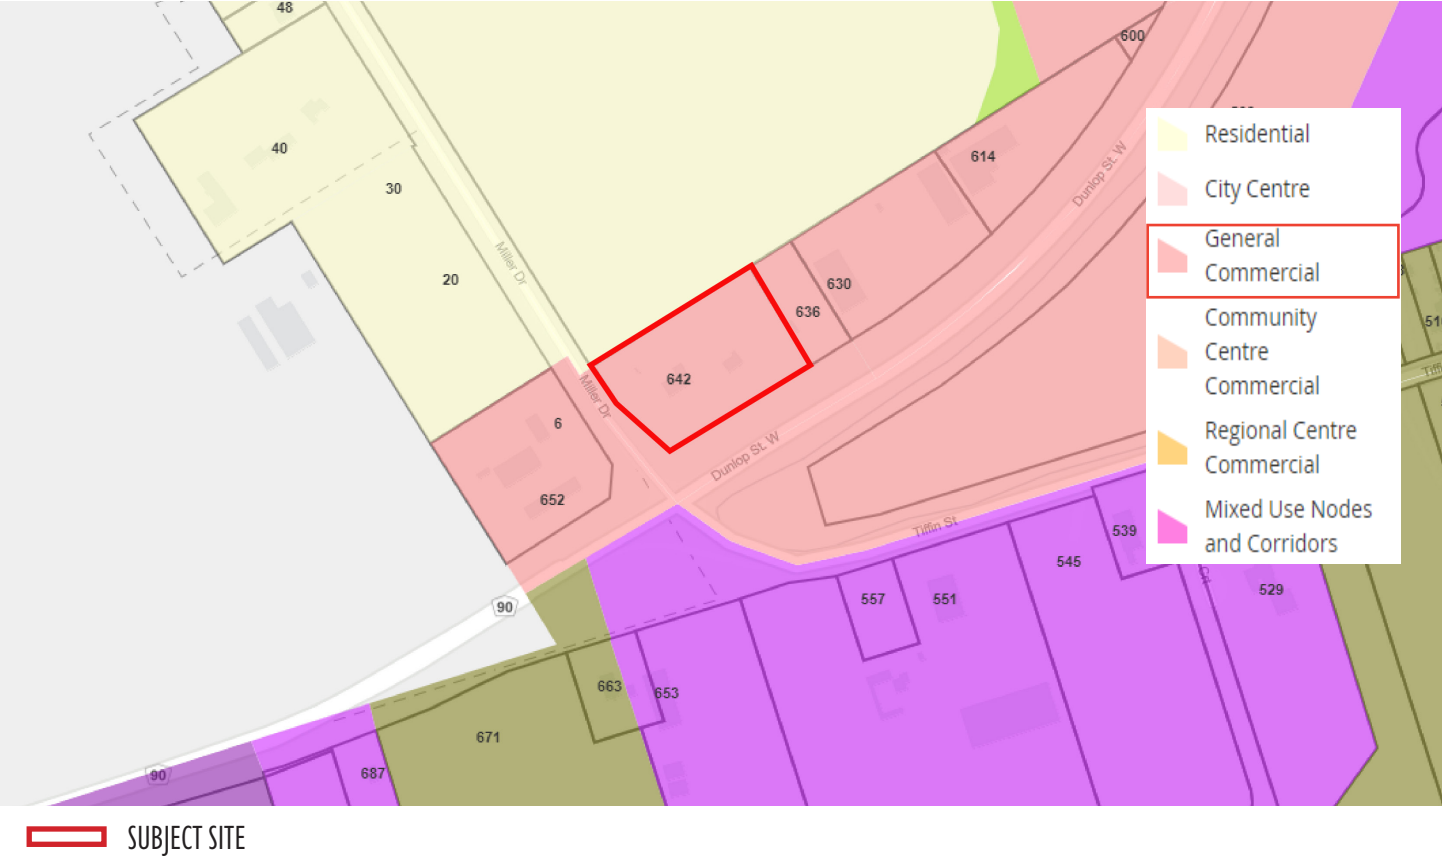 48
600
40
614
30
Dunlop St. W
Miller Dr
20
630
636
642
Miller Dr
6
Dunlop St. W
652
Tiffin St
539
545
557
551
529
90
663
653
671
687
90
Residential
City Centre
General
Commercial
Community
Centre
Commercial
Regional Centre
Commercial
Mixed Use Nodes
and Corridors
SUBJECT SITE